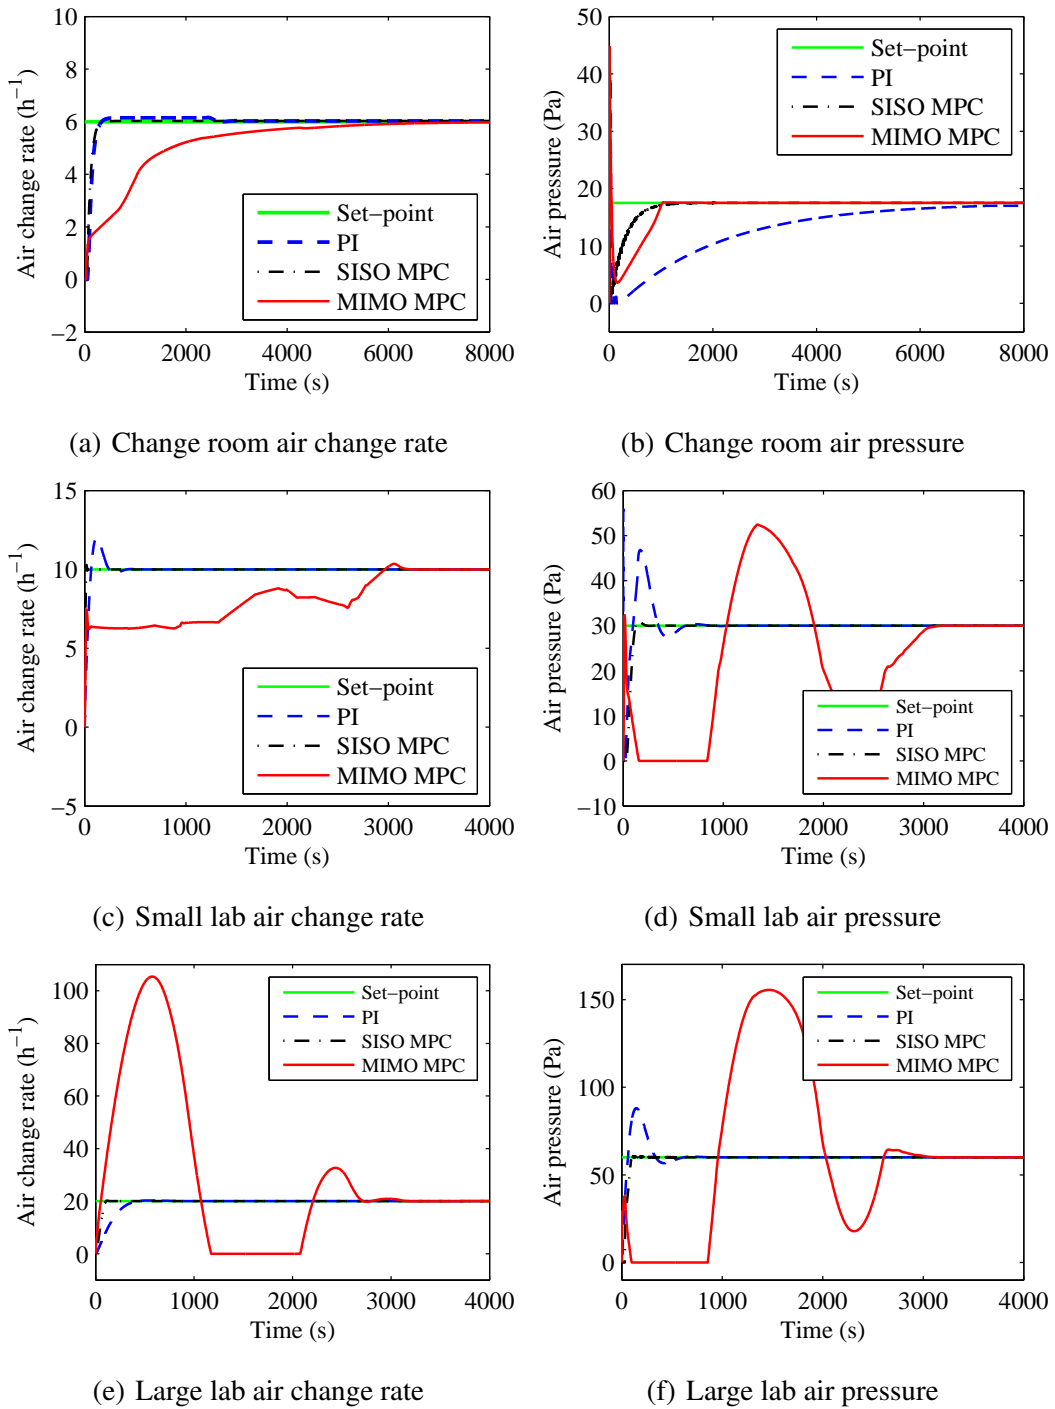 10
8
6
4
2
0
−2
Air change rate (h−1)
Set−point
PI
SISO MPC
MIMO MPC
0 2000 4000 6000 8000
Time (s)
(a) Change room air change rate
50
40
30
20
10
0
Air pressure (Pa)
Set−point
PI
SISO MPC
MIMO MPC
0 2000 4000 6000 8000
Time (s)
(b) Change room air pressure
15
10
5
0
−5
Air change rate (h−1)
Set−point
PI
SISO MPC
MIMO MPC
0 1000 2000 3000 4000
Time (s)
(c) Small lab air change rate
60
50
40
30
20
10
0
−10
Air pressure (Pa)
Set−point
PI
SISO MPC
MIMO MPC
0 1000 2000 3000 4000
Time (s)
(d) Small lab air pressure
100
80
60
40
20
0
Air change rate (h−1)
Set−point
PI
SISO MPC
MIMO MPC
0 1000 2000 3000 4000
Time (s)
(e) Large lab air change rate
150
100
50
0
Air pressure (Pa)
Set−point
PI
SISO MPC
MIMO MPC
0 1000 2000 3000 4000
Time (s)
(f) Large lab air pressure